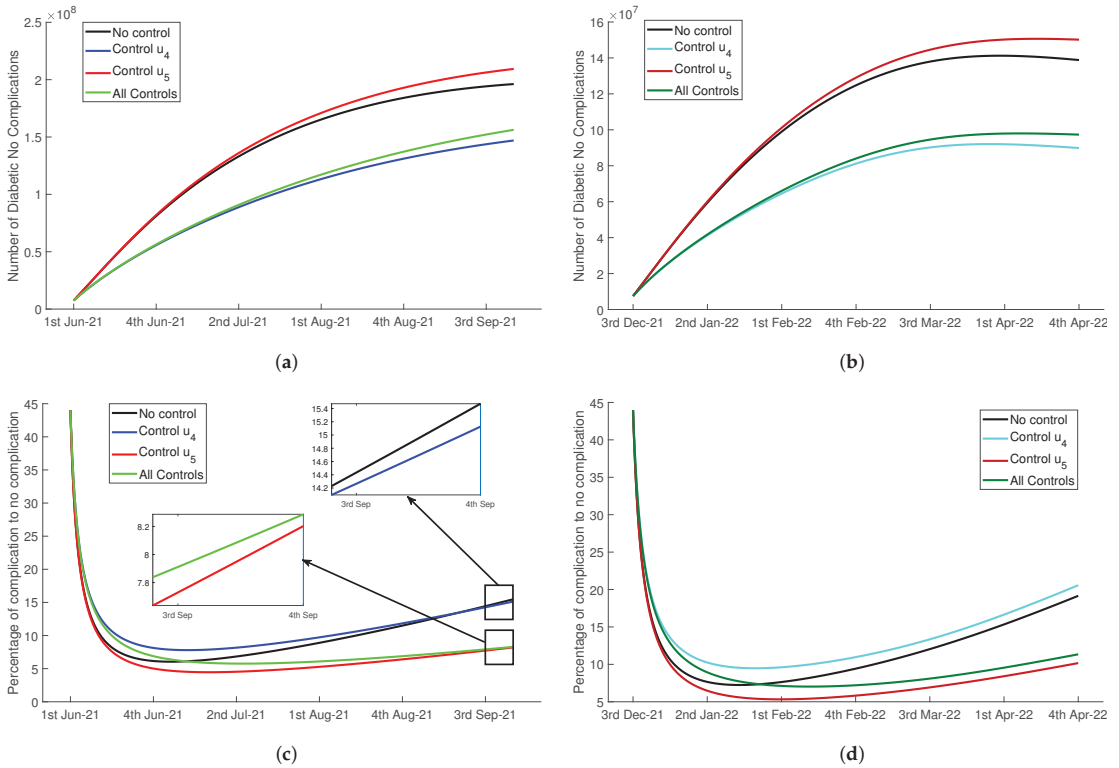 ×10^8
2.5
2
1.5
1
0.5
0
Number of Diabetic No Complications
No control
Control u_4
Control u_5
All Controls
1st Jun-21 4th Jun-21 2nd Jul-21 1st Aug-21 4th Aug-21 3rd Sep-21
(a)
×10^7
16
14
12
10
8
6
4
2
0
Number of Diabetic No Complications
No control
Control u_4
Control u_5
All Controls
3rd Dec-21 2nd Jan-22 1st Feb-22 4th Feb-22 3rd Mar-22 1st Apr-22 4th Apr-22
(b)
45
40
35
30
25
20
15
10
5
0
Percentage of complication to no complication
No control
Control u_4
Control u_5
All Controls
15.4
15.2
15
14.8
14.6
14.4
14.2
3rd Sep 4th Sep
8.2
8
7.8
3rd Sep 4th Sep
1st Jun-21 4th Jun-21 2nd Jul-21 1st Aug-21 4th Aug-21 3rd Sep-21
(c)
45
40
35
30
25
20
15
10
5
Percentage of complication to no complication
No control
Control u_4
Control u_5
All Controls
3rd Dec-21 2nd Jan-22 1st Feb-22 4th Feb-22 3rd Mar-22 1st Apr-22 4th Apr-22
(d)